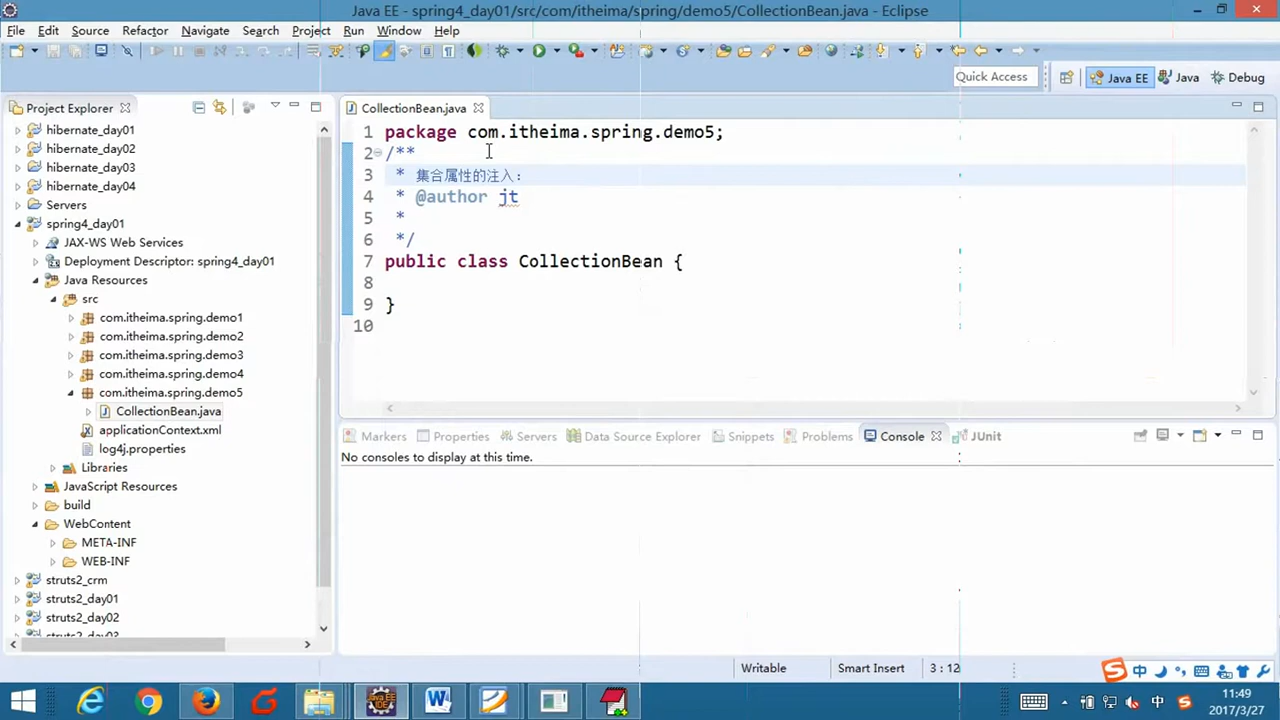 Java EE - spring4_day01/src/com/itheima/spring/demo5/CollectionBean.java - Eclipse
File Edit Source Refactor Navigate Search Project Run Window Help
Quick Access
Java EE
Java
Debug
Project Explorer
hibernate_day01
hibernate_day02
hibernate_day03
hibernate_day04
Servers
spring4_day01
JAX-WS Web Services
Deployment Descriptor: spring4_day01
Java Resources
src
com.itheima.spring.demo1
com.itheima.spring.demo2
com.itheima.spring.demo3
com.itheima.spring.demo4
com.itheima.spring.demo5
CollectionBean.java
applicationContext.xml
log4j.properties
Libraries
JavaScript Resources
build
WebContent
META-INF
WEB-INF
struts2_crm
struts2_day01
struts2_day02
struts2_day03
CollectionBean.java
1 package com.itheima.spring.demo5;
2 /**
3 * 集合属性的注入:
4 * @author jt
5 *
6 */
7 public class CollectionBean {
8
9 }
10
Markers Properties Servers Data Source Explorer Snippets Problems Console JUnit
No consoles to display at this time.
Writable Smart Insert 3 : 12
中
中
11:49
2017/3/27